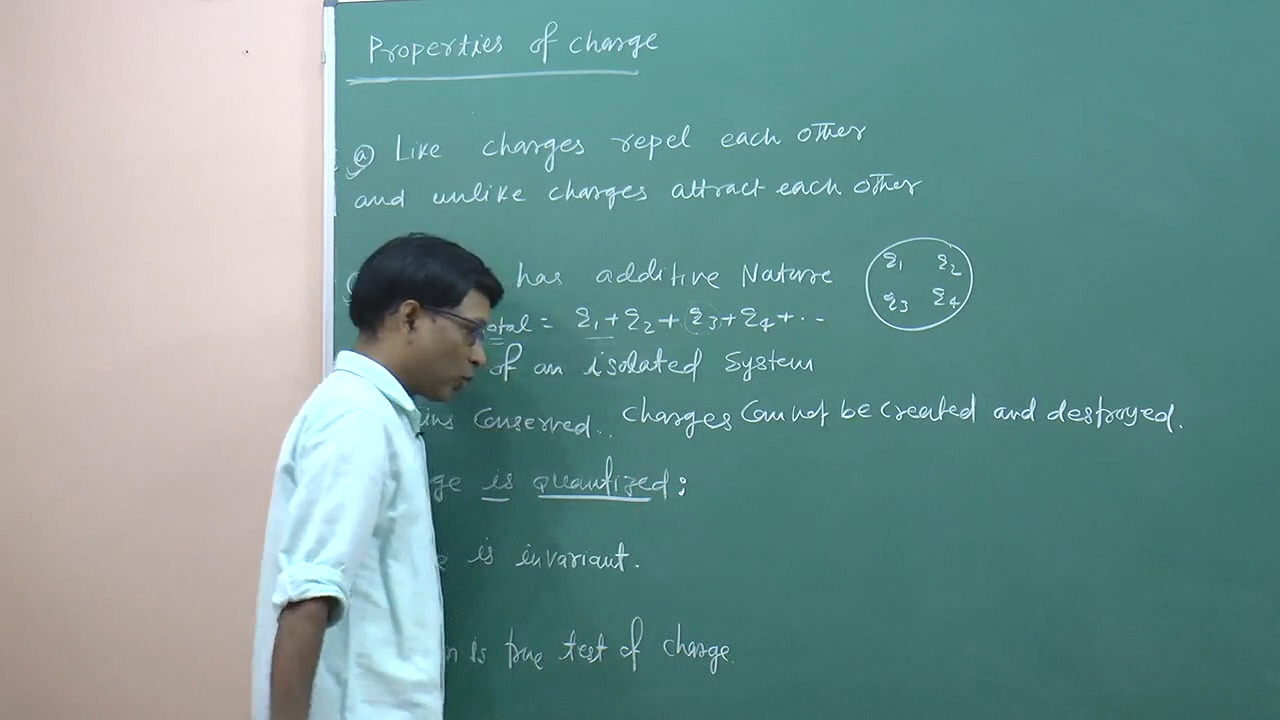 Properties of charge
(a) Like charges repel each other
and unlike charges attract each other
has additive Nature
q1 q2
q3 q4
otal = q1 + q2 + q3 + q4 + ...
of an isolated System
ins Conserved.. Charges Cannot be Created and destroyed.
ge is quantized:
e is invariant.
n is true test of charge